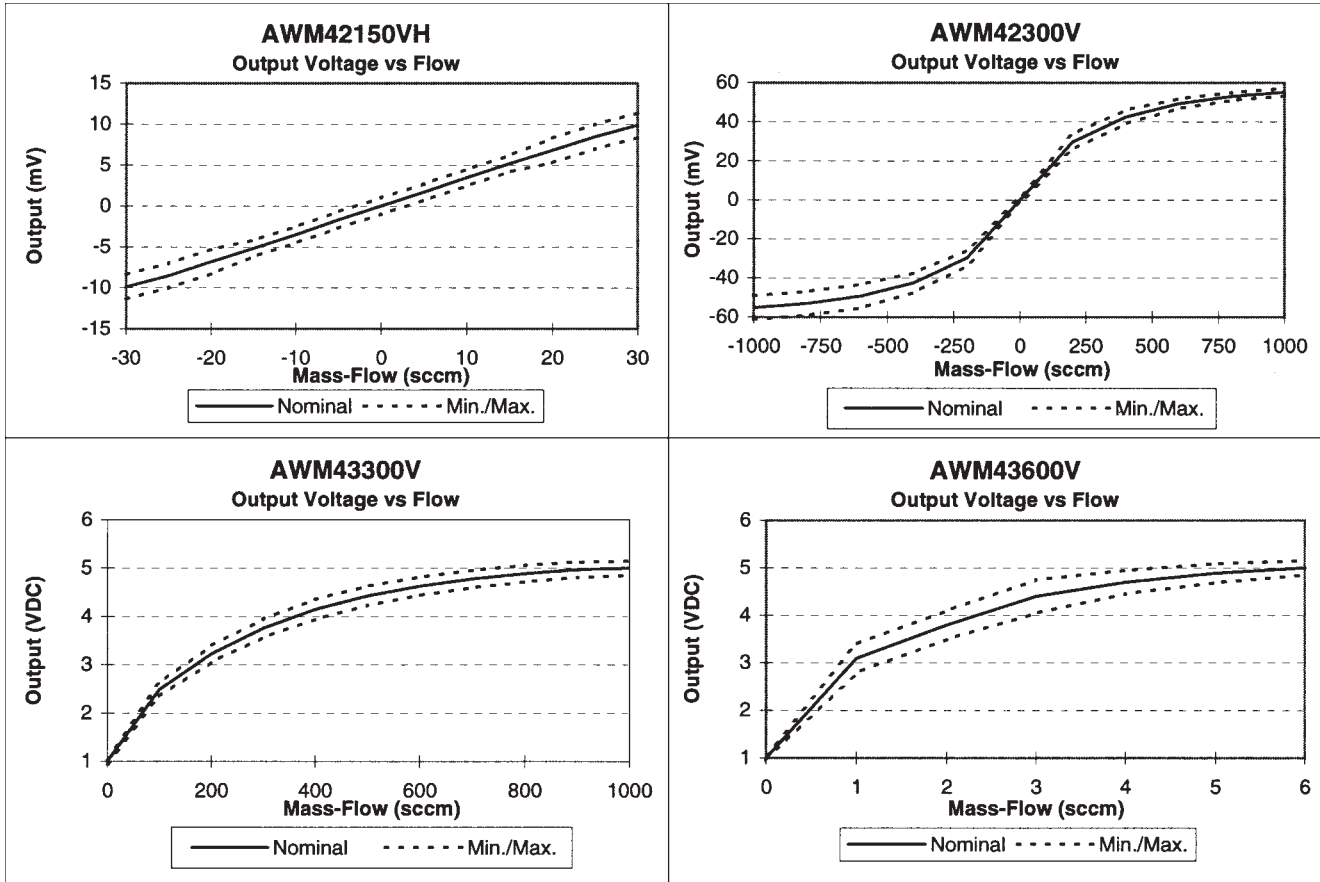 AWM42150VH
Output Voltage vs Flow
Output (mV)
15
10
5
0
-5
-10
-15
-30 -20 -10 0 10 20 30
Mass-Flow (sccm)
Nominal Min./Max.
AWM42300V
Output Voltage vs Flow
Output (mV)
60
40
20
0
-20
-40
-60
-1000 -750 -500 -250 0 250 500 750 1000
Mass-Flow (sccm)
Nominal Min./Max.
AWM43300V
Output Voltage vs Flow
Output (VDC)
6
5
4
3
2
1
0 200 400 600 800 1000
Mass-Flow (sccm)
Nominal Min./Max.
AWM43600V
Output Voltage vs Flow
Output (VDC)
6
5
4
3
2
1
0 1 2 3 4 5 6
Mass-Flow (sccm)
Nominal Min./Max.